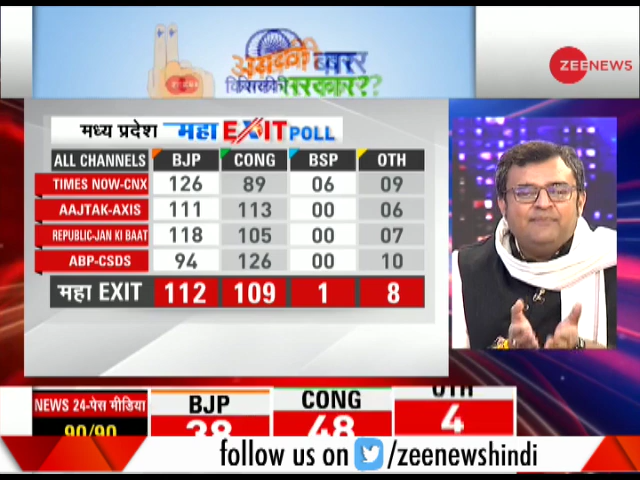 अबकी बार
किसकी सरकार??
ZEE NEWS
मध्य प्रदेश महा EXIT POLL
ALL CHANNELS BJP CONG BSP OTH
TIMES NOW-CNX 126 89 06 09
AAJTAK-AXIS 111 113 00 06
REPUBLIC-JAN KI BAAT 118 105 00 07
ABP-CSDS 94 126 00 10
महा EXIT 112 109 1 8
NEWS 24-पेस मीडिया BJP CONG OTH
90/90 38 48 4
follow us on /zeenewshindi